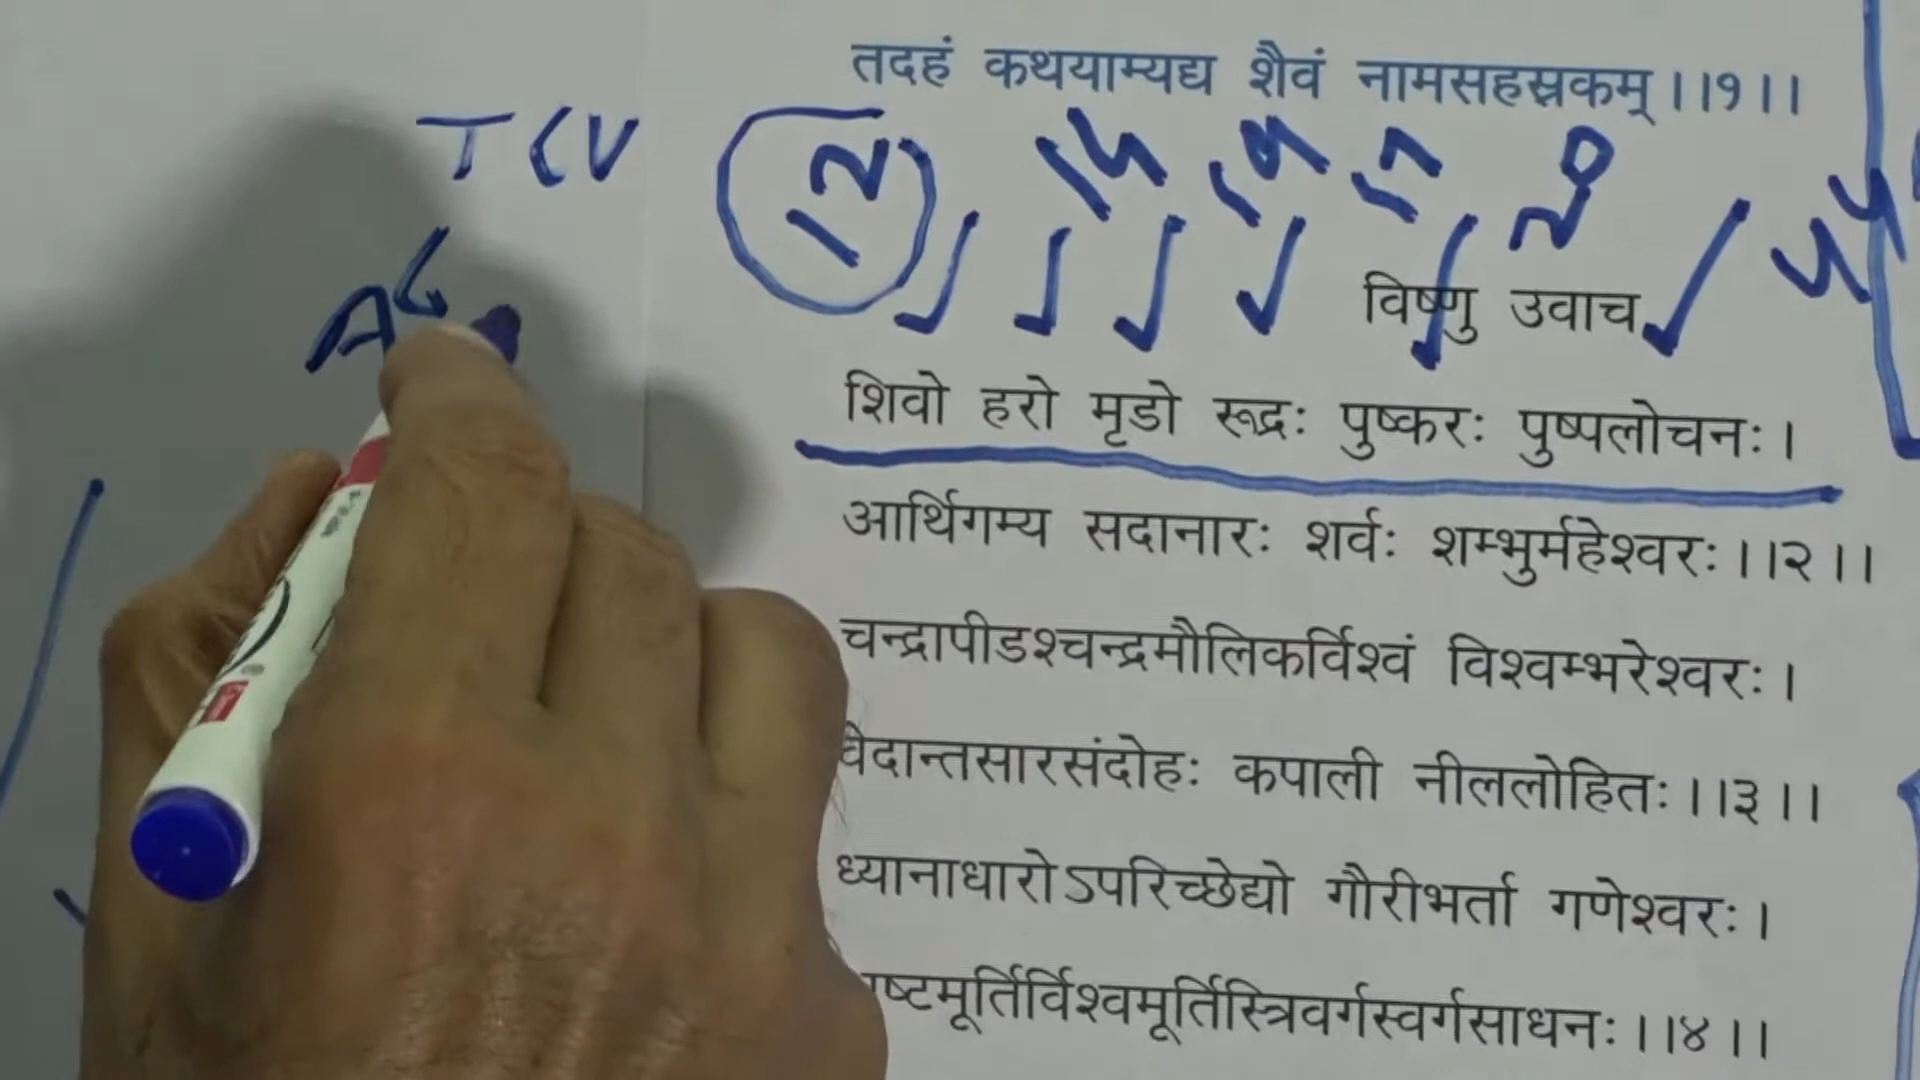 तदहं कथयाम्यद्य शैवं नामसहस्रकम्।।१।।
T C V
विष्णु उवाच
शिवो हरो मृडो रूद्रः पुष्करः पुष्पलोचनः।
आर्थिगम्य सदानारः शर्वः शम्भुर्महेश्वरः।।२।।
चन्द्रापीडश्चन्द्रमौलिकर्विश्वं विश्वम्भरेश्वरः।
वेदान्तसारसंदोहः कपाली नीललोहितः।।३।।
ध्यानाधारोऽपरिच्छेद्यो गौरीभर्ता गणेश्वरः।
ष्टमूर्तिर्विश्वमूर्तिस्त्रिवर्गस्वर्गसाधनः।।४।।